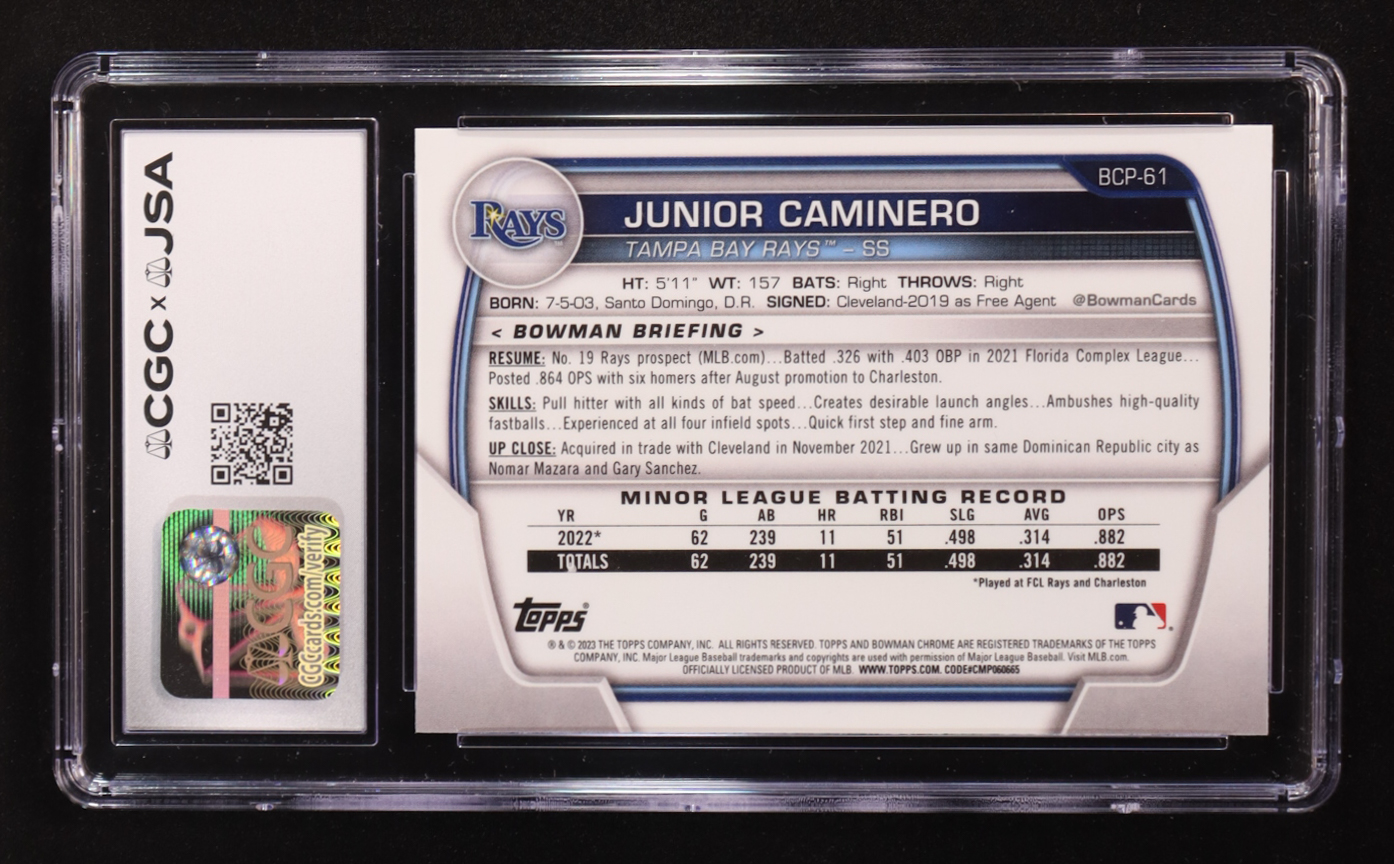 CGC x JSA
CGC
CGCcards.com/verify
BCP-61
RAYS™
JUNIOR CAMINERO
TAMPA BAY RAYS™ – SS
HT: 5'11" WT: 157 BATS: Right THROWS: Right
BORN: 7-5-03, Santo Domingo, D.R. SIGNED: Cleveland-2019 as Free Agent @BowmanCards
< BOWMAN BRIEFING >
RESUME: No. 19 Rays prospect (MLB.com)...Batted .326 with .403 OBP in 2021 Florida Complex League...
Posted .864 OPS with six homers after August promotion to Charleston.
SKILLS: Pull hitter with all kinds of bat speed...Creates desirable launch angles...Ambushes high-quality
fastballs...Experienced at all four infield spots...Quick first step and fine arm.
UP CLOSE: Acquired in trade with Cleveland in November 2021...Grew up in same Dominican Republic city as
Nomar Mazara and Gary Sanchez.
MINOR LEAGUE BATTING RECORD
YR G AB HR RBI SLG AVG OPS
2022* 62 239 11 51 .498 .314 .882
TOTALS 62 239 11 51 .498 .314 .882
*Played at FCL Rays and Charleston
topps®
® & © 2023 THE TOPPS COMPANY, INC. ALL RIGHTS RESERVED. TOPPS AND BOWMAN CHROME ARE REGISTERED TRADEMARKS OF THE TOPPS
COMPANY, INC. Major League Baseball trademarks and copyrights are used with permission of Major League Baseball. Visit MLB.com.
OFFICIALLY LICENSED PRODUCT OF MLB. WWW.TOPPS.COM. CODE#CMP060665